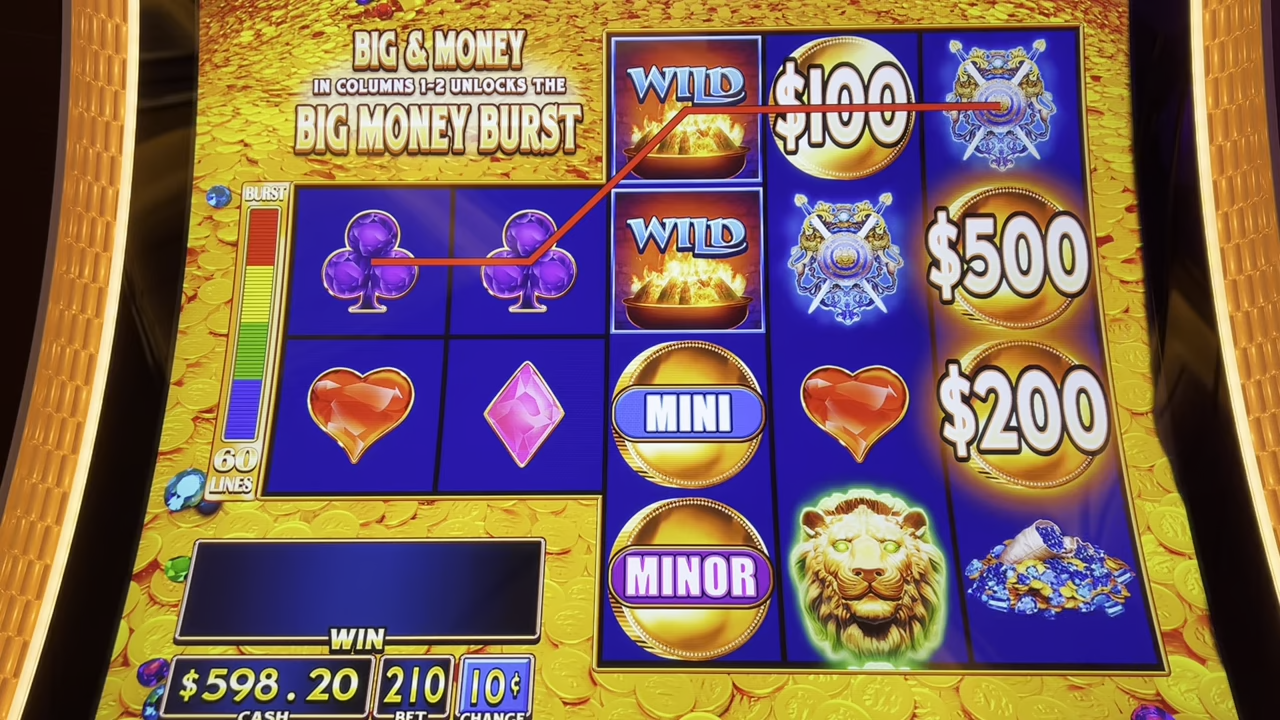 BIG & MONEY
IN COLUMNS 1-2 UNLOCKS THE
BIG MONEY BURST
WILD
$100
BURST
WILD
$500
MINI
$200
60
LINES
MINOR
WIN
$598.20
210
10¢
CASH
BET
CHANGE